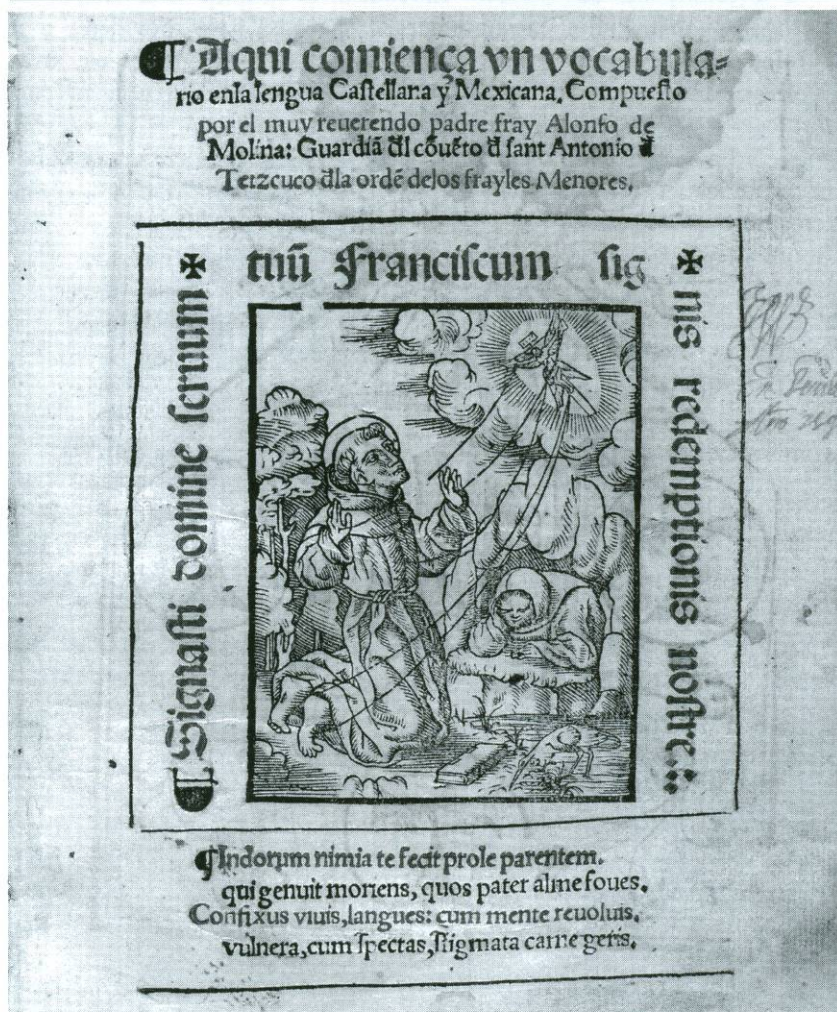 ¶ Aqui comiença vn vocabula=
rio enla lengua Castellana y Mexicana. Compuesto
por el muy reuerendo padre fray Alonso de
Molina: Guardiã dl cõuẽto d sant Antonio d
Tetzcuco dla ordẽ delos frayles Menores.
¶ Signasti domine seruum ✠
tuũ Franciscum sig ✠
nis redemptionis nostre
¶ Indorum nimia te fecit prole parentem.
qui genuit moriens, quos pater alme foues.
Confixus viuis, langues: cum mente reuoluis,
vulnera, cum spectas, stigmata carne geris.